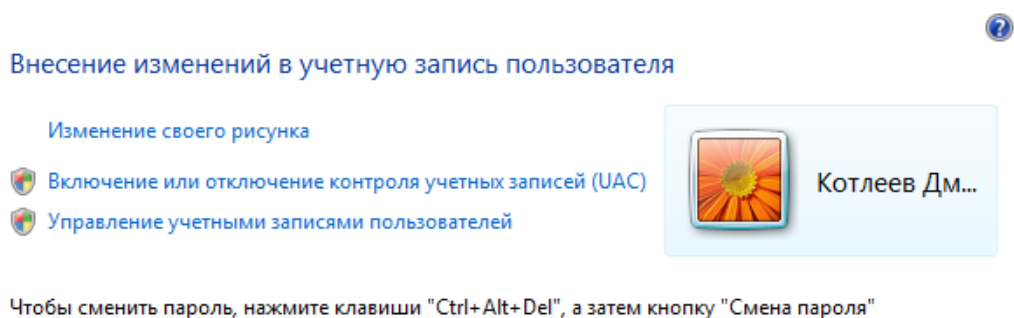 Внесение изменений в учетную запись пользователя
Изменение своего рисунка
Включение или отключение контроля учетных записей (UAC)
Управление учетными записями пользователей
Котлеев Дм...
Чтобы сменить пароль, нажмите клавиши "Ctrl+Alt+Del", а затем кнопку "Смена пароля"